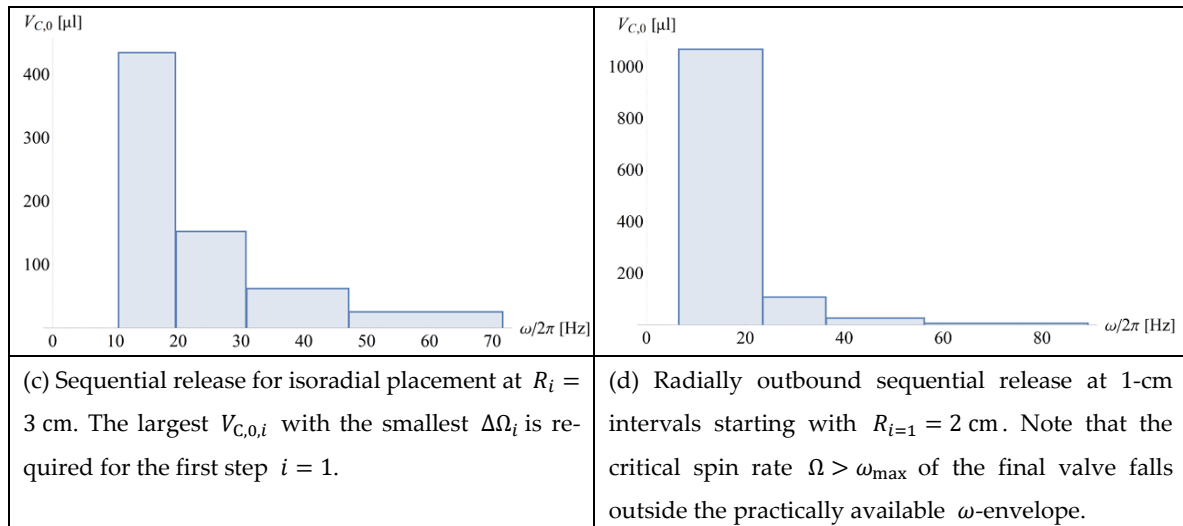 V_{C,0} [µl]
400
300
200
100
0 10 20 30 40 50 60 70
ω/2π [Hz]
V_{C,0} [µl]
1000
800
600
400
200
0 20 40 60 80
ω/2π [Hz]
(c) Sequential release for isoradial placement at R_i =
3 cm. The largest V_{C,0,i} with the smallest ΔΩ_i is re-
quired for the first step i = 1.
(d) Radially outbound sequential release at 1-cm
intervals starting with R_{i=1} = 2 cm. Note that the
critical spin rate Ω > ω_max of the final valve falls
outside the practically available ω-envelope.